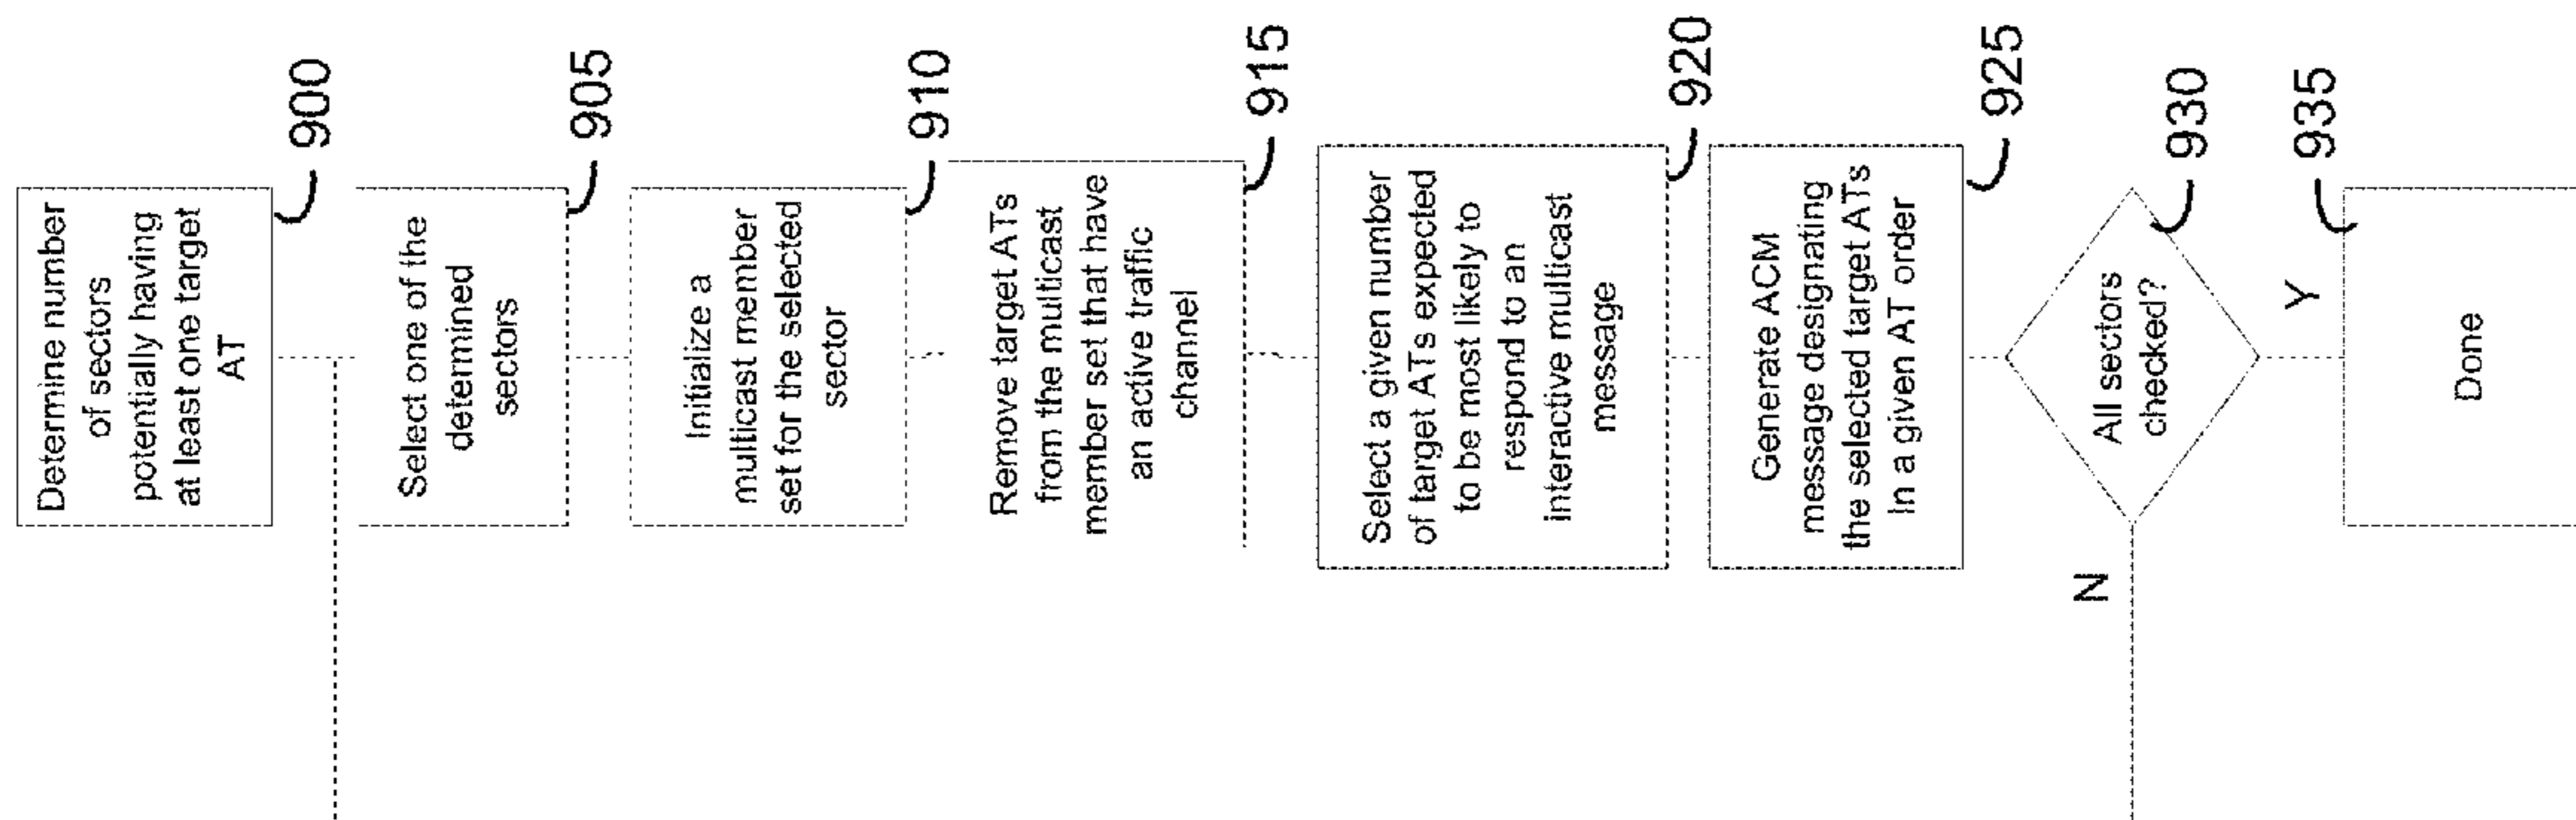 Determine number
of sectors
potentially having
at least one target
AT
900
Select one of the
determined
sectors
905
Initialize a
multicast member
set for the selected
sector
910
Remove target ATs
from the multicast
member set that have
an active traffic
channel
915
Select a given number
of target ATs expected
to be most likely to
respond to an
interactive multicast
message
920
Generate ACM
message designating
the selected target ATs
In a given AT order
925
All sectors
checked?
930
N
Y
935
Done